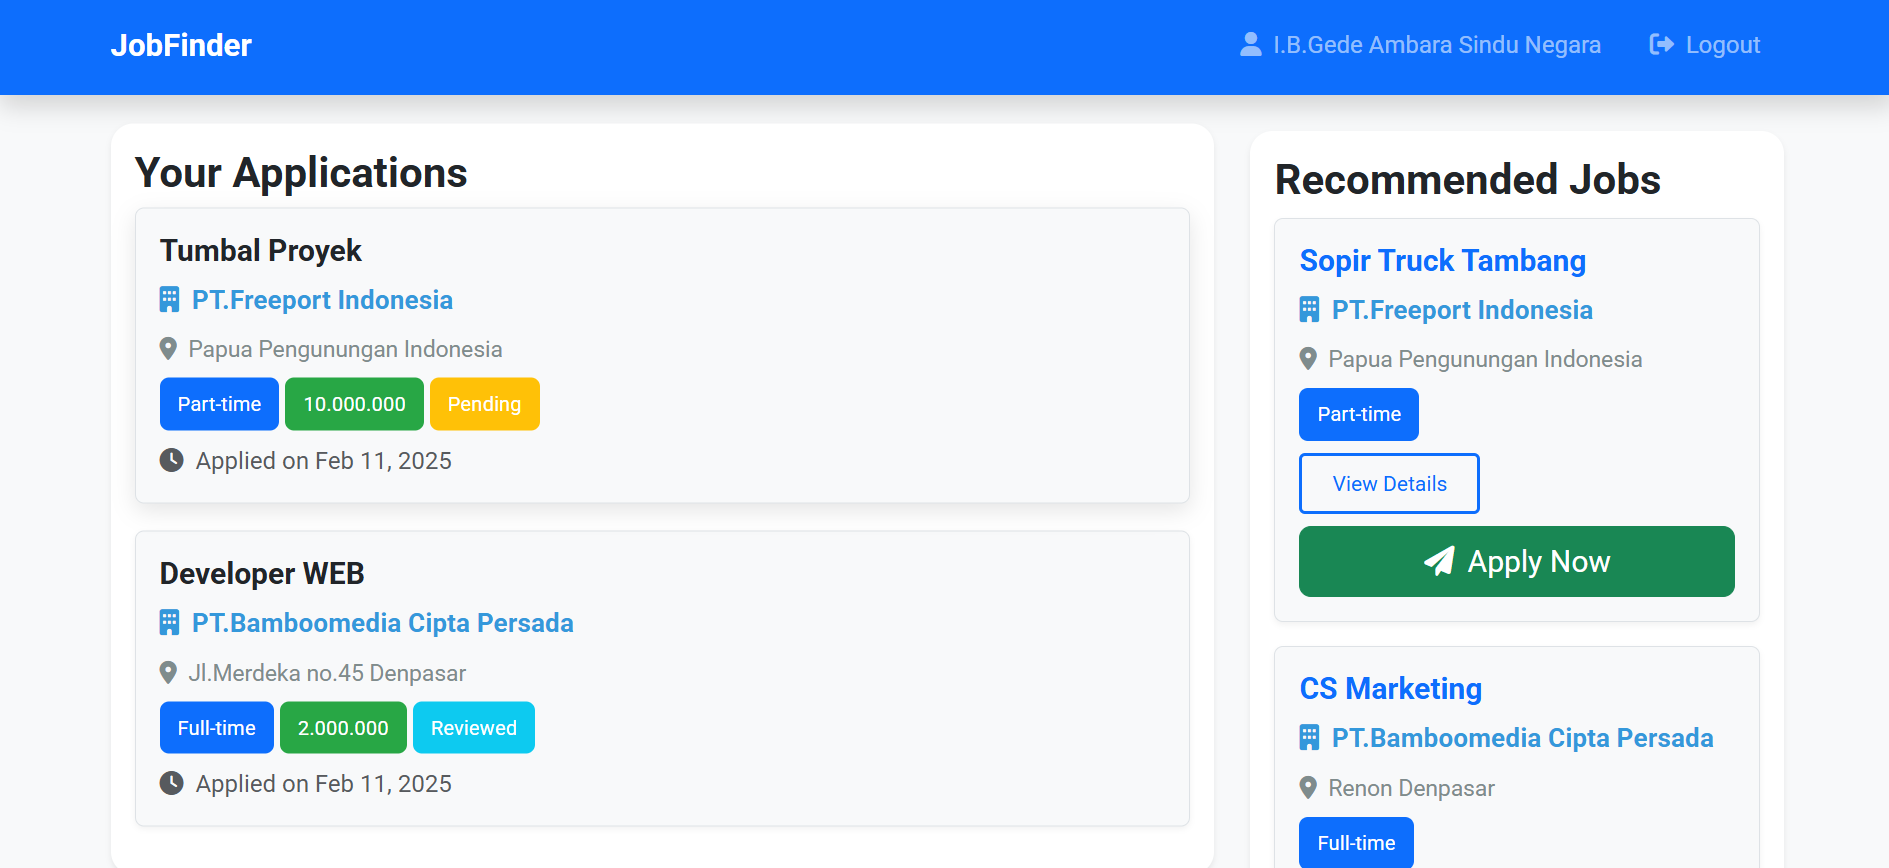 JobFinder
I.B.Gede Ambara Sindu Negara
Logout
Your Applications
Tumbal Proyek
PT.Freeport Indonesia
Papua Pengunungan Indonesia
Part-time 10.000.000 Pending
Applied on Feb 11, 2025
Developer WEB
PT.Bamboomedia Cipta Persada
Jl.Merdeka no.45 Denpasar
Full-time 2.000.000 Reviewed
Applied on Feb 11, 2025
Recommended Jobs
Sopir Truck Tambang
PT.Freeport Indonesia
Papua Pengunungan Indonesia
Part-time
View Details
Apply Now
CS Marketing
PT.Bamboomedia Cipta Persada
Renon Denpasar
Full-time